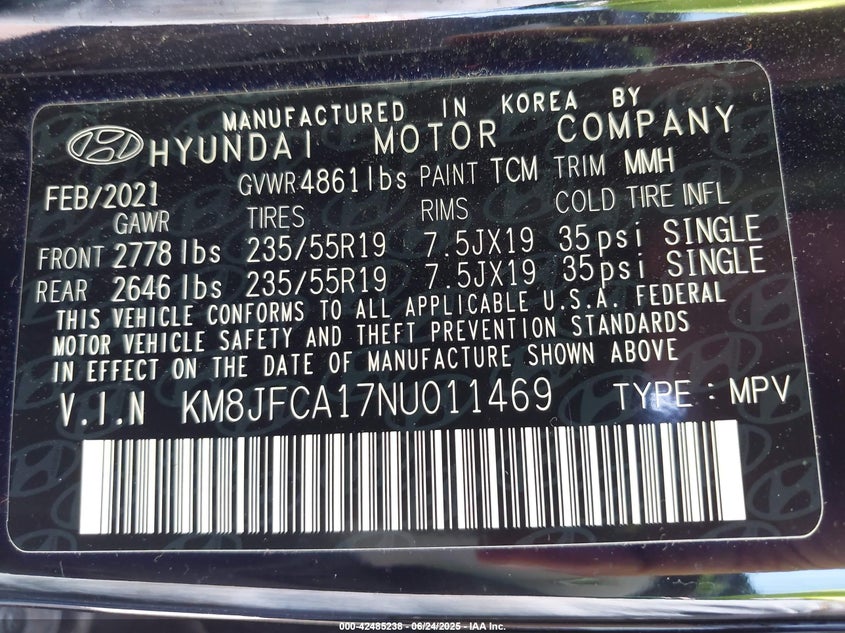 MANUFACTURED IN KOREA BY
HYUNDAI MOTOR COMPANY
FEB/2021 GVWR 4861lbs PAINT TCM TRIM MMH
GAWR TIRES RIMS COLD TIRE INFL
FRONT 2778 lbs 235/55R19 7.5JX19 35psi SINGLE
REAR 2646 lbs 235/55R19 7.5JX19 35psi SINGLE
THIS VEHICLE CONFORMS TO ALL APPLICABLE U.S.A. FEDERAL
MOTOR VEHICLE SAFETY AND THEFT PREVENTION STANDARDS
IN EFFECT ON THE DATE OF MANUFACTURE SHOWN ABOVE
V.I.N KM8JFCA17NU011469 TYPE : MPV
000-42485238 - 06/24/2025 - IAA Inc.